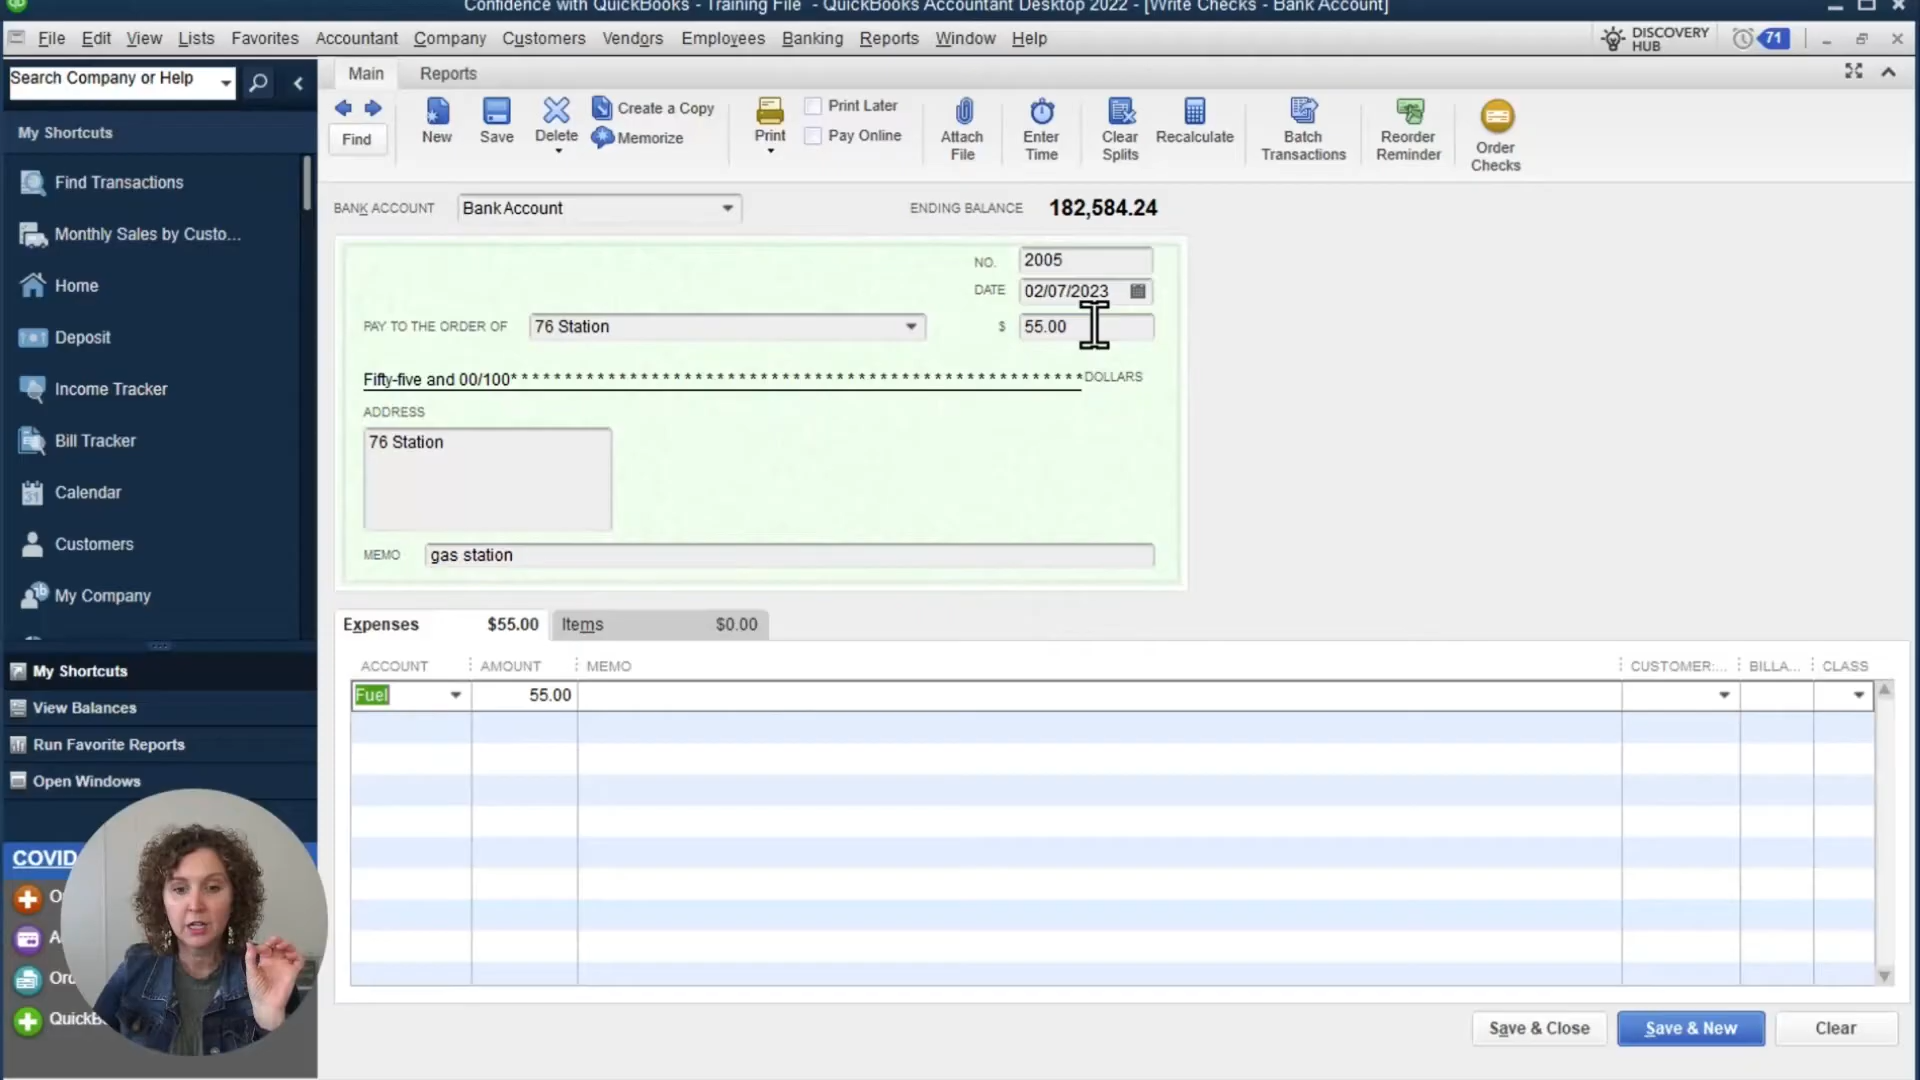 Confidence with QuickBooks - Training File - QuickBooks Accountant Desktop 2022 - [Write Checks - Bank Account]
File Edit View Lists Favorites Accountant Company Customers Vendors Employees Banking Reports Window Help
DISCOVERY HUB 71
Search Company or Help
My Shortcuts
Find Transactions
Monthly Sales by Custo...
Home
Deposit
Income Tracker
Bill Tracker
Calendar
31
Customers
My Company
My Shortcuts
View Balances
Run Favorite Reports
Open Windows
COVID
O
A
Ord
QuickB
Main Reports
Find New Save Delete Create a Copy
Memorize
Print Print Later
Pay Online
Attach File
Enter Time
Clear Splits
Recalculate
Batch Transactions
Reorder Reminder
Order Checks
BANK ACCOUNT Bank Account ENDING BALANCE 182,584.24
NO. 2005
DATE 02/07/2023
PAY TO THE ORDER OF 76 Station $ 55.00
Fifty-five and 00/100* * * * * * * * * * * * * * * * * * * * * * * * * * * * * * * * * * * * * * * * * * * * * * * * * * * * * DOLLARS
ADDRESS
76 Station
MEMO gas station
Expenses $55.00 Items $0.00
ACCOUNT AMOUNT MEMO CUSTOMER:... BILLA... CLASS
Fuel 55.00
Save & Close Save & New Clear